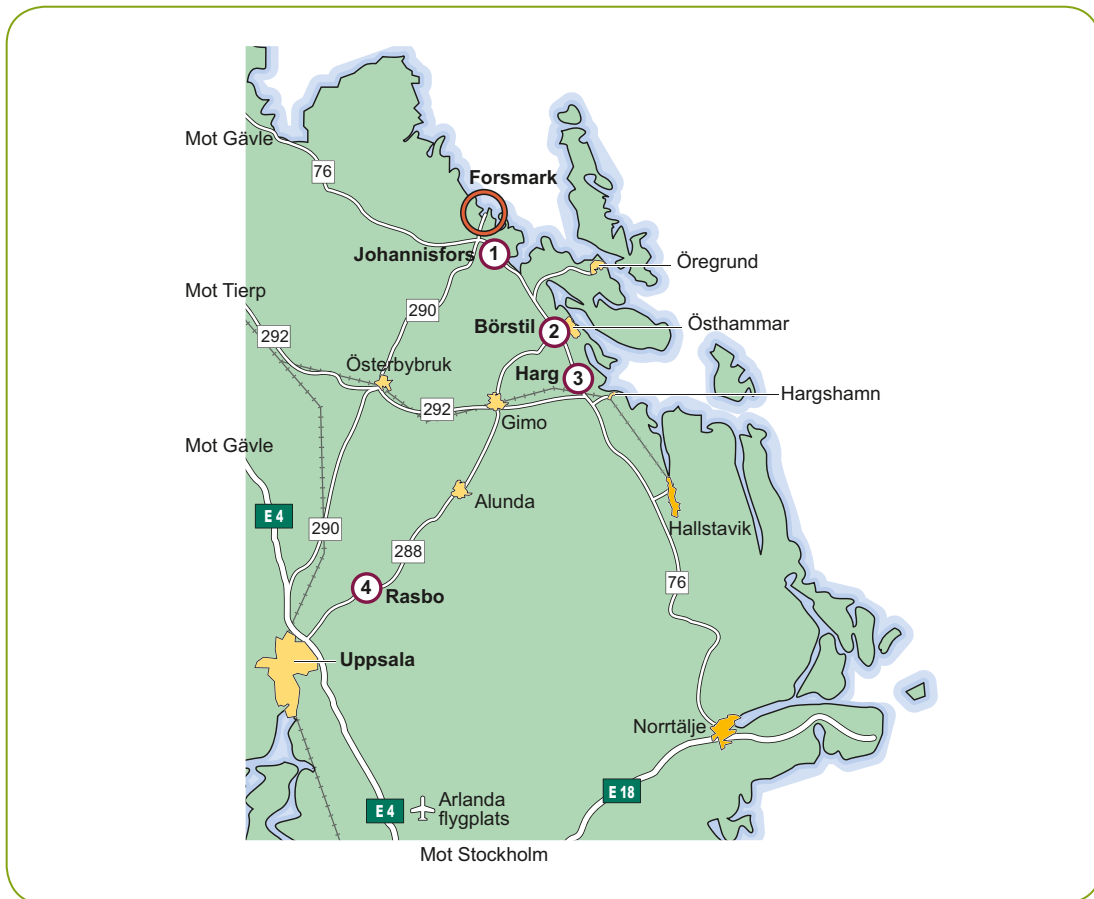 Mot Gävle
76
Forsmark
Johannisfors
1
Öregrund
Mot Tierp
290
292
Börstil
2
Östhammar
Österbybruk
Harg
3
Hargshamn
292
Gimo
Mot Gävle
Alunda
Hallstavik
E 4
290
288
76
4
Rasbo
Uppsala
Norrtälje
E 18
E 4
Arlanda
flygplats
Mot Stockholm